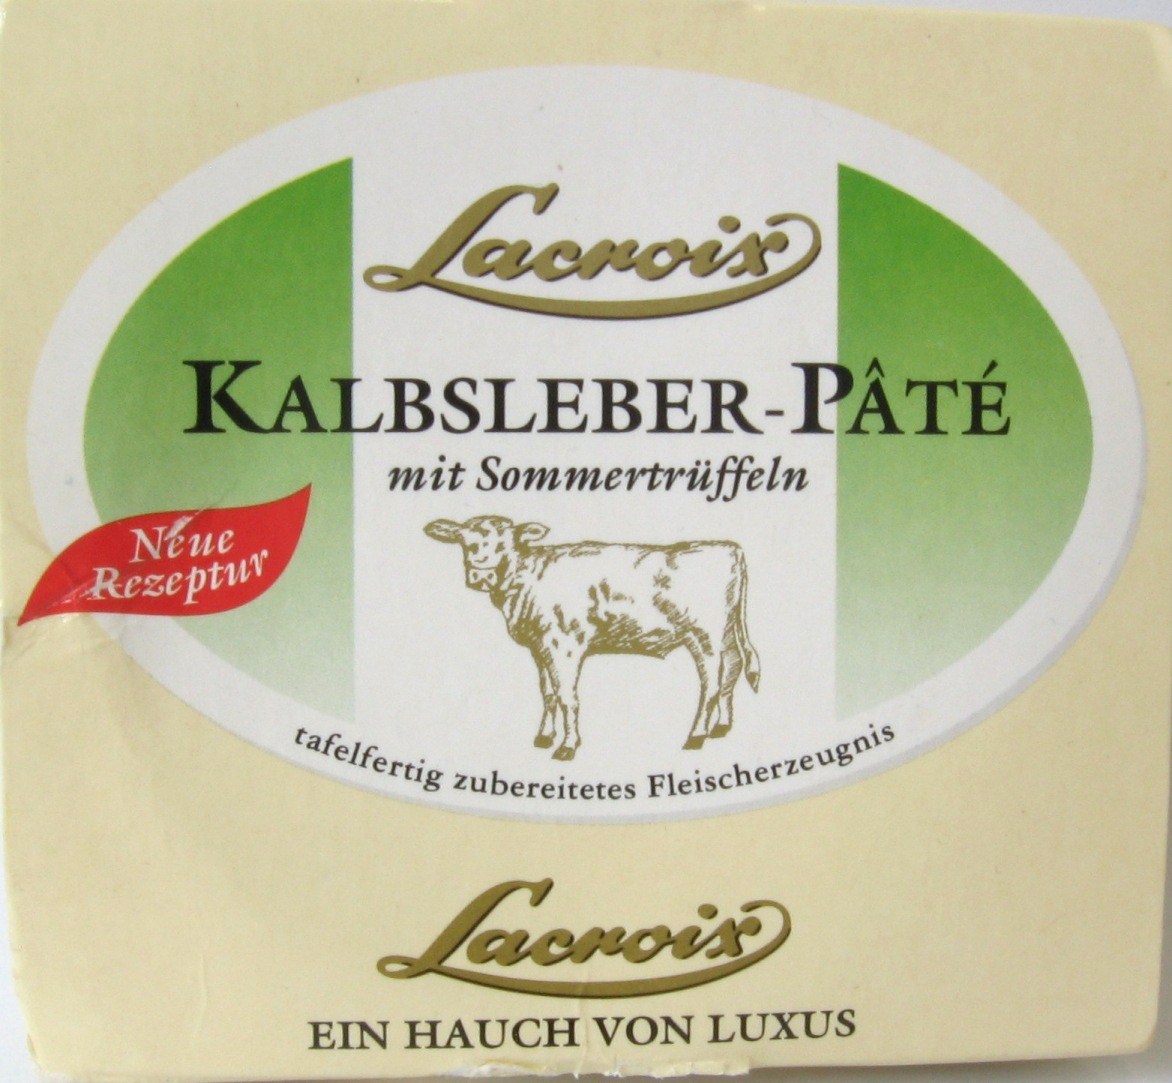 Lacroix
KALBSLEBER-PÂTÉ
mit Sommertrüffeln
Neue
Rezeptur
tafelfertig zubereitetes Fleischerzeugnis
Lacroix
EIN HAUCH VON LUXUS